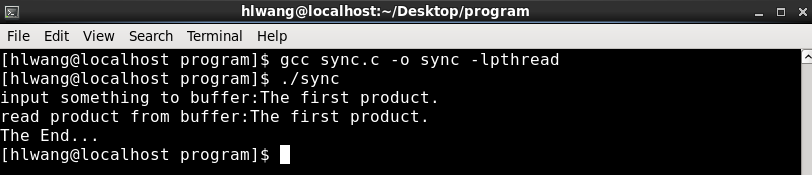 hlwang@localhost:~/Desktop/program
File Edit View Search Terminal Help
[hlwang@localhost program]$ gcc sync.c -o sync -lpthread
[hlwang@localhost program]$ ./sync
input something to buffer:The first product.
read product from buffer:The first product.
The End...
[hlwang@localhost program]$